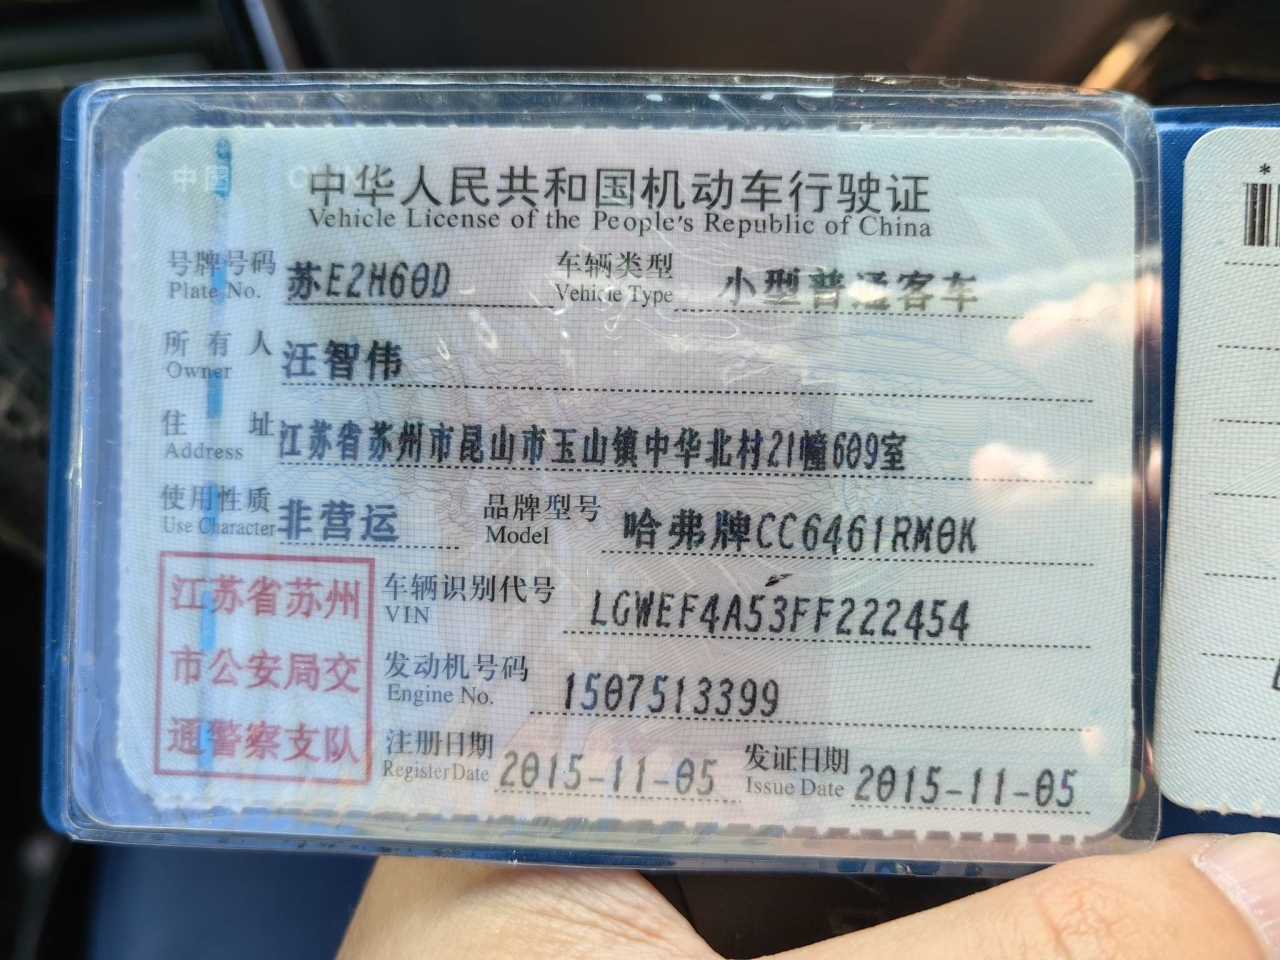 中华人民共和国机动车行驶证
Vehicle License of the People's Republic of China
号牌号码 苏E2H60D 车辆类型 小型普通客车
Plate No. Vehicle Type
所有人 汪智伟
Owner
住址 江苏省苏州市昆山市玉山镇中华北村21幢609室
Address
使用性质 非营运 品牌型号 哈弗牌CC6461RM0K
Use Character Model
江苏省苏州
市公安局交
通警察支队
车辆识别代号 LGWEF4A53FF222454
VIN
发动机号码 1507513399
Engine No.
注册日期 2015-11-05 发证日期 2015-11-05
Register Date Issue Date